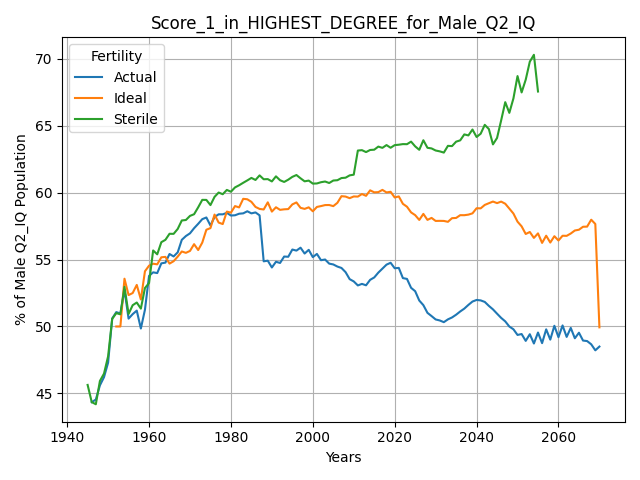 Score_1_in_HIGHEST_DEGREE_for_Male_Q2_IQ
% of Male Q2_IQ Population
70
65
60
55
50
45
Fertility
Actual
Ideal
Sterile
1940 1960 1980 2000 2020 2040 2060
Years